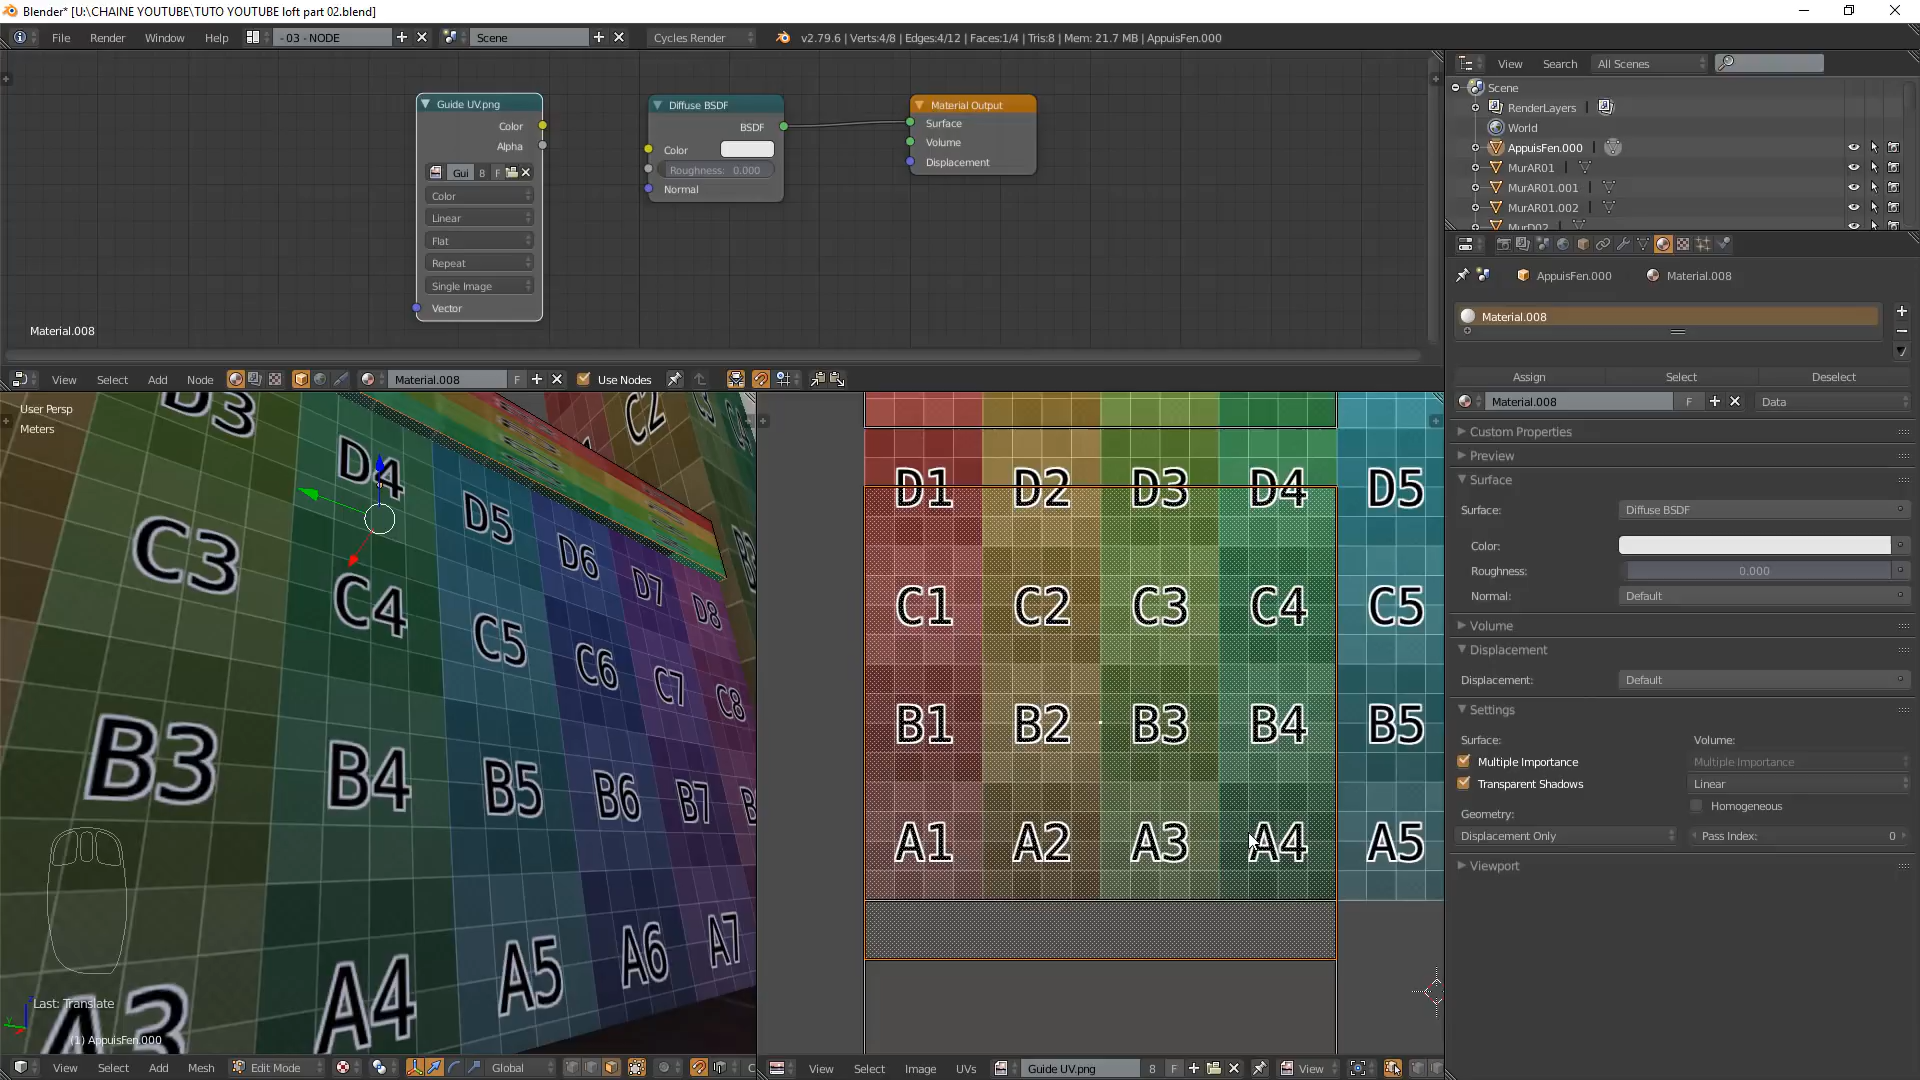 Blender* [U:\CHAINE YOUTUBE\TUTO YOUTUBE loft part 02.blend]
File Render Window Help - 03 - NODE Scene Cycles Render v2.79.6 | Verts:4/8 | Edges:4/12 | Faces:1/4 | Tris:8 | Mem: 21.7 MB | AppuisFen.000
View Search All Scenes
Scene
RenderLayers
World
AppuisFen.000
MurAR01
MurAR01.001
MurAR01.002
MurD02
Guide UV.png
Color
Alpha
Gui 8 F
Color
Linear
Flat
Repeat
Single Image
Vector
Diffuse BSDF
BSDF
Color
Roughness: 0.000
Normal
Material Output
Surface
Volume
Displacement
Material.008
View Select Add Node Material.008 F Use Nodes
AppuisFen.000 Material.008
Material.008
Assign Select Deselect
Material.008 F Data
Custom Properties
Preview
Surface
Surface: Diffuse BSDF
Color:
Roughness: 0.000
Normal: Default
Volume
Displacement
Displacement: Default
Settings
Surface: Volume:
Multiple Importance Multiple Importance
Transparent Shadows Linear
Geometry: Homogeneous
Displacement Only Pass Index: 0
Viewport
User Persp
Meters
D3 D4 D5 D6 D7 D8
C2
C3 C4 C5 C6 C7 C8
B3 B4 B5 B6 B7
A3 A4 A5 A6 A7
Last: Translate
(1) AppuisFen.000
D1 D2 D3 D4 D5
C1 C2 C3 C4 C5
B1 B2 B3 B4 B5
A1 A2 A3 A4 A5
View Select Add Mesh Edit Mode Global
View Select Image UVs Guide UV.png 8 F View